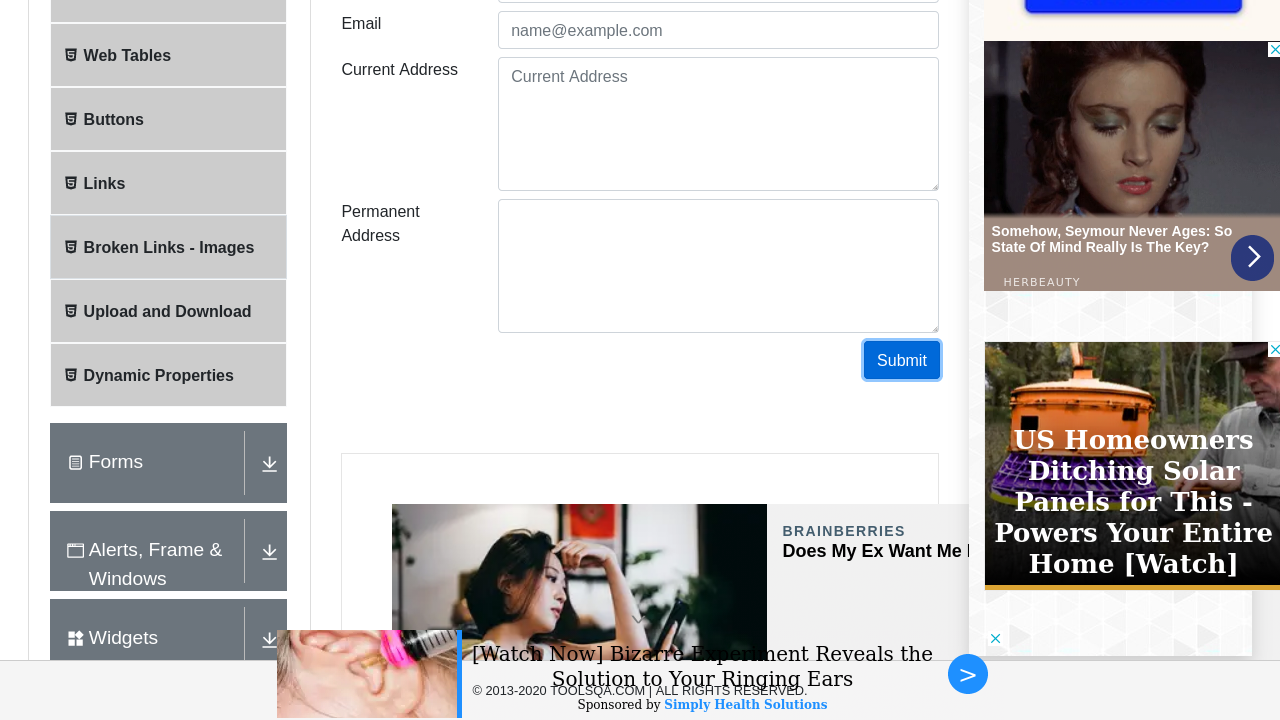 Email
name@example.com
Web Tables
Current Address
Current Address
Buttons
Links
Permanent
Address
Broken Links - Images
Upload and Download
Submit
Dynamic Properties
Forms
Alerts, Frame &
Windows
Widgets
BRAINBERRIES
Does My Ex Want Me
Somehow, Seymour Never Ages: So
State Of Mind Really Is The Key?
HERBEAUTY
US Homeowners
Ditching Solar
Panels for This -
Powers Your Entire
Home [Watch]
[Watch Now] Bizarre Experiment Reveals the
Solution to Your Ringing Ears
© 2013-2020 TOOLSQA.COM | ALL RIGHTS RESERVED.
Sponsored by Simply Health Solutions